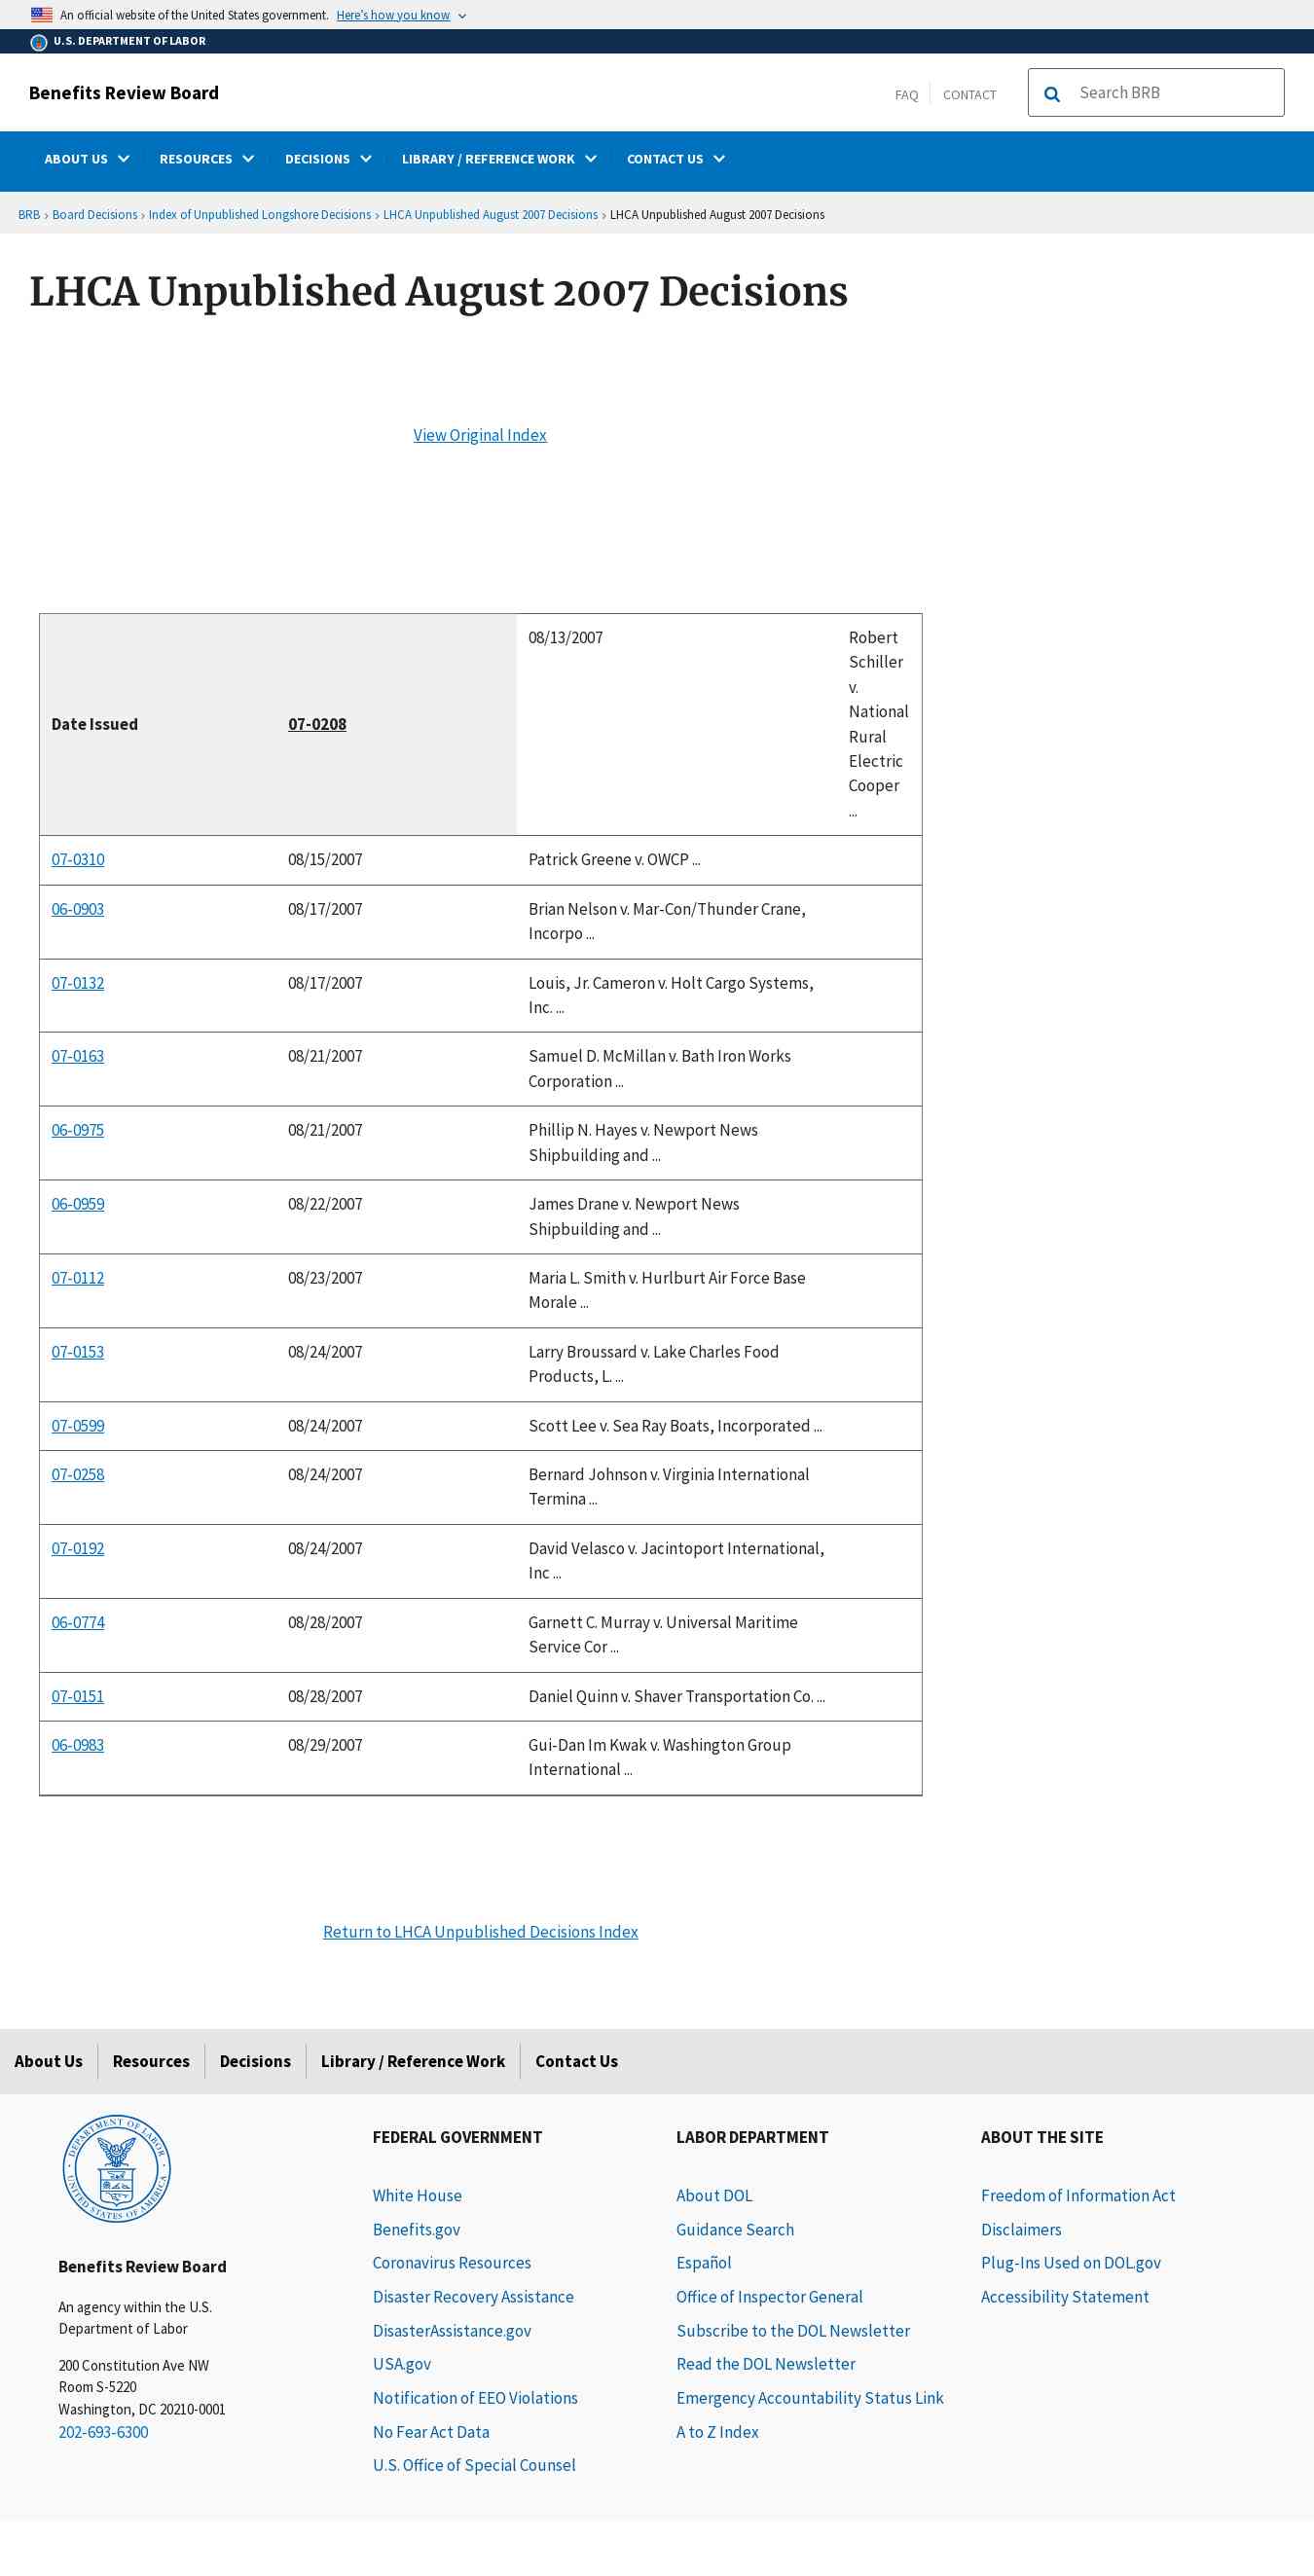 An official website of the United States government. Here's how you know
U.S. DEPARTMENT OF LABOR
Benefits Review Board
FAQ
CONTACT
Search BRB
ABOUT US
RESOURCES
DECISIONS
LIBRARY / REFERENCE WORK
CONTACT US
BRB › Board Decisions › Index of Unpublished Longshore Decisions › LHCA Unpublished August 2007 Decisions › LHCA Unpublished August 2007 Decisions
LHCA Unpublished August 2007 Decisions
View Original Index
Date Issued
07-0208
08/13/2007
Robert
Schiller
v.
National
Rural
Electric
Cooper
...
07-0310
08/15/2007
Patrick Greene v. OWCP ...
06-0903
08/17/2007
Brian Nelson v. Mar-Con/Thunder Crane,
Incorpo ...
07-0132
08/17/2007
Louis, Jr. Cameron v. Holt Cargo Systems,
Inc. ...
07-0163
08/21/2007
Samuel D. McMillan v. Bath Iron Works
Corporation ...
06-0975
08/21/2007
Phillip N. Hayes v. Newport News
Shipbuilding and ...
06-0959
08/22/2007
James Drane v. Newport News
Shipbuilding and ...
07-0112
08/23/2007
Maria L. Smith v. Hurlburt Air Force Base
Morale ...
07-0153
08/24/2007
Larry Broussard v. Lake Charles Food
Products, L. ...
07-0599
08/24/2007
Scott Lee v. Sea Ray Boats, Incorporated ...
07-0258
08/24/2007
Bernard Johnson v. Virginia International
Termina ...
07-0192
08/24/2007
David Velasco v. Jacintoport International,
Inc ...
06-0774
08/28/2007
Garnett C. Murray v. Universal Maritime
Service Cor ...
07-0151
08/28/2007
Daniel Quinn v. Shaver Transportation Co. ...
06-0983
08/29/2007
Gui-Dan Im Kwak v. Washington Group
International ...
Return to LHCA Unpublished Decisions Index
About Us
Resources
Decisions
Library / Reference Work
Contact Us
DEPARTMENT OF LABOR
UNITED STATES OF AMERICA
Benefits Review Board
An agency within the U.S.
Department of Labor
200 Constitution Ave NW
Room S-5220
Washington, DC 20210-0001
202-693-6300
FEDERAL GOVERNMENT
White House
Benefits.gov
Coronavirus Resources
Disaster Recovery Assistance
DisasterAssistance.gov
USA.gov
Notification of EEO Violations
No Fear Act Data
U.S. Office of Special Counsel
LABOR DEPARTMENT
About DOL
Guidance Search
Español
Office of Inspector General
Subscribe to the DOL Newsletter
Read the DOL Newsletter
Emergency Accountability Status Link
A to Z Index
ABOUT THE SITE
Freedom of Information Act
Disclaimers
Plug-Ins Used on DOL.gov
Accessibility Statement